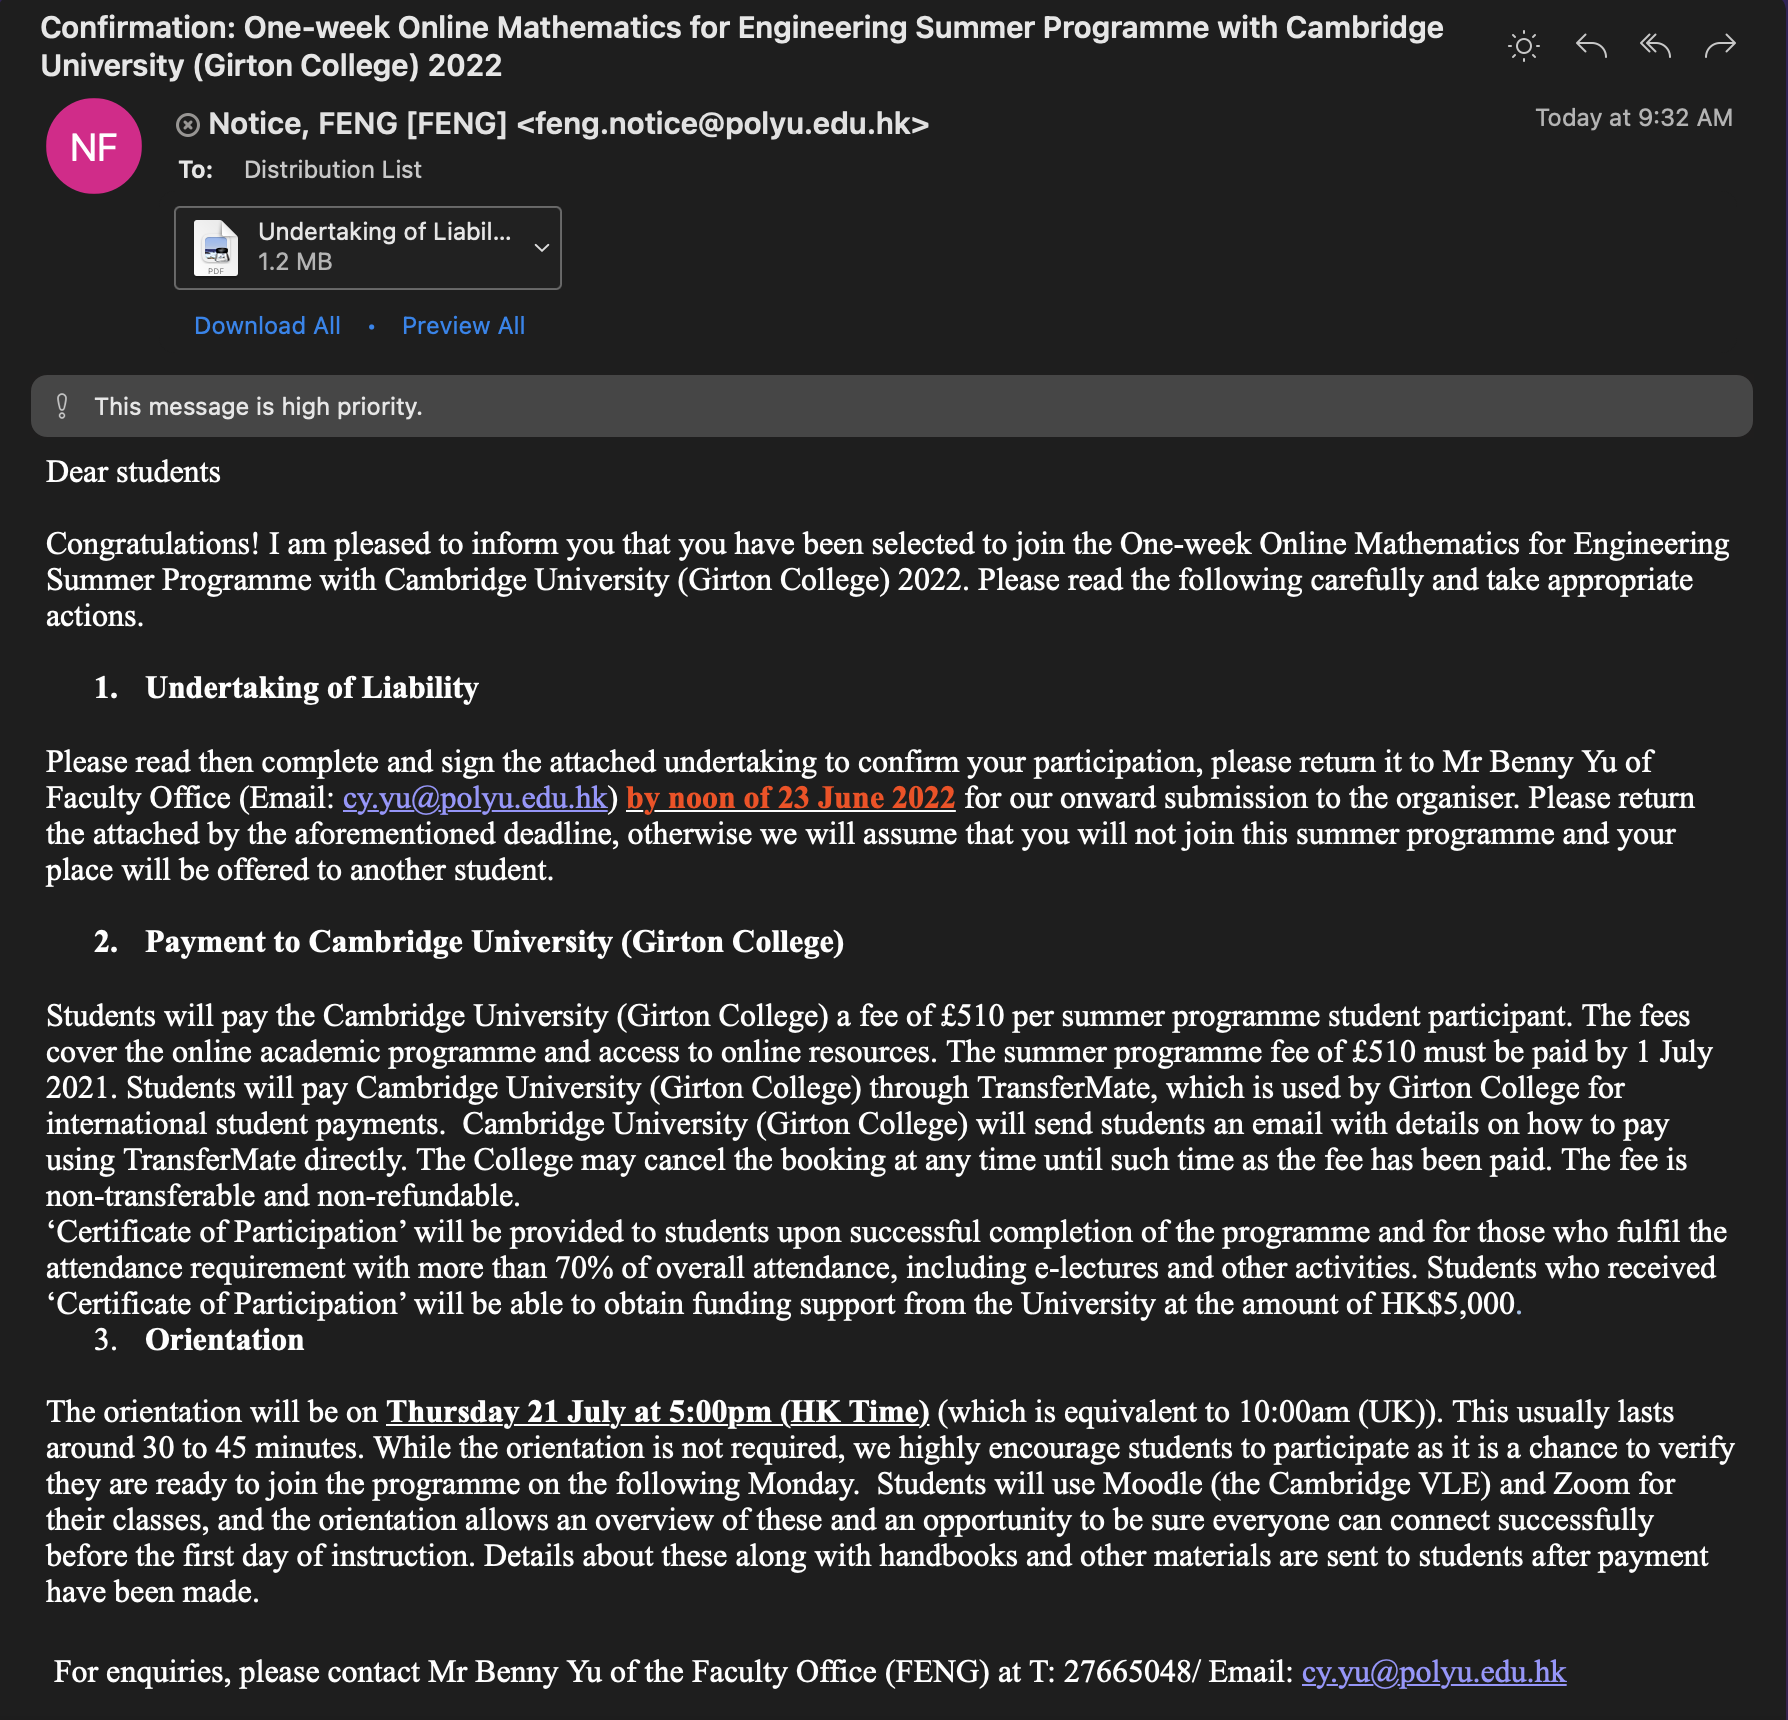 Confirmation: One-week Online Mathematics for Engineering Summer Programme with Cambridge
University (Girton College) 2022
NF
Notice, FENG [FENG] <feng.notice@polyu.edu.hk>
Today at 9:32 AM
To: Distribution List
PDF
Undertaking of Liabil...
1.2 MB
Download All • Preview All
This message is high priority.
Dear students
Congratulations! I am pleased to inform you that you have been selected to join the One-week Online Mathematics for Engineering
Summer Programme with Cambridge University (Girton College) 2022. Please read the following carefully and take appropriate
actions.
1. Undertaking of Liability
Please read then complete and sign the attached undertaking to confirm your participation, please return it to Mr Benny Yu of
Faculty Office (Email: cy.yu@polyu.edu.hk) by noon of 23 June 2022 for our onward submission to the organiser. Please return
the attached by the aforementioned deadline, otherwise we will assume that you will not join this summer programme and your
place will be offered to another student.
2. Payment to Cambridge University (Girton College)
Students will pay the Cambridge University (Girton College) a fee of £510 per summer programme student participant. The fees
cover the online academic programme and access to online resources. The summer programme fee of £510 must be paid by 1 July
2021. Students will pay Cambridge University (Girton College) through TransferMate, which is used by Girton College for
international student payments.  Cambridge University (Girton College) will send students an email with details on how to pay
using TransferMate directly. The College may cancel the booking at any time until such time as the fee has been paid. The fee is
non-transferable and non-refundable.
‘Certificate of Participation’ will be provided to students upon successful completion of the programme and for those who fulfil the
attendance requirement with more than 70% of overall attendance, including e-lectures and other activities. Students who received
‘Certificate of Participation’ will be able to obtain funding support from the University at the amount of HK$5,000.
3. Orientation
The orientation will be on Thursday 21 July at 5:00pm (HK Time) (which is equivalent to 10:00am (UK)). This usually lasts
around 30 to 45 minutes. While the orientation is not required, we highly encourage students to participate as it is a chance to verify
they are ready to join the programme on the following Monday.  Students will use Moodle (the Cambridge VLE) and Zoom for
their classes, and the orientation allows an overview of these and an opportunity to be sure everyone can connect successfully
before the first day of instruction. Details about these along with handbooks and other materials are sent to students after payment
have been made.
For enquiries, please contact Mr Benny Yu of the Faculty Office (FENG) at T: 27665048/ Email: cy.yu@polyu.edu.hk